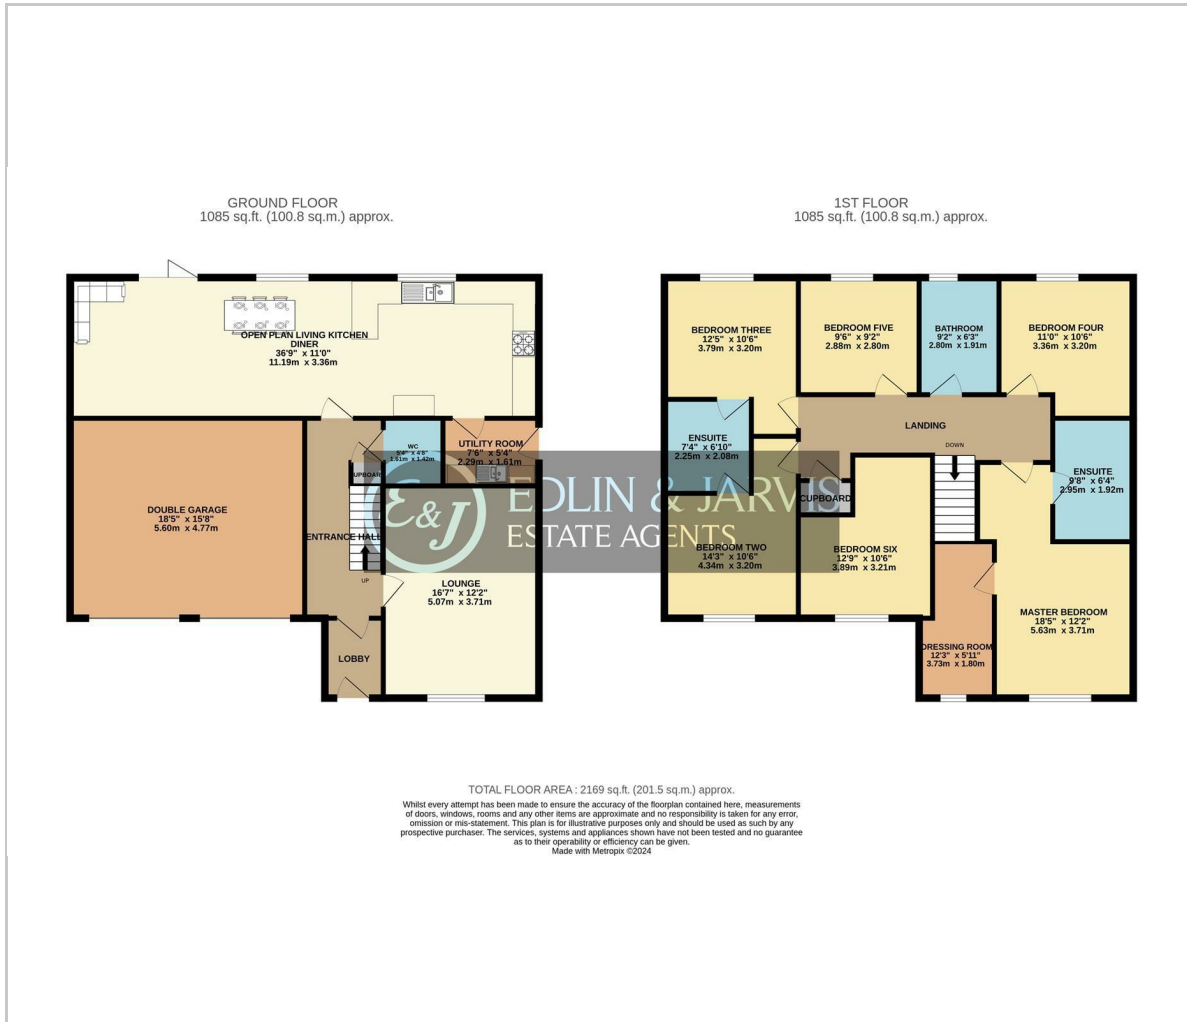 GROUND FLOOR
1085 sq.ft. (100.8 sq.m.) approx.
OPEN PLAN LIVING KITCHEN
DINER
36'9" x 11'0"
11.19m x 3.36m
WC
5'4" x 4'8"
1.61m x 1.42m
UTILITY ROOM
7'6" x 5'4"
2.29m x 1.61m
UPBOARD
DOUBLE GARAGE
18'5" x 15'8"
5.60m x 4.77m
ENTRANCE HALL
UP
LOUNGE
16'7" x 12'2"
5.07m x 3.71m
LOBBY
1ST FLOOR
1085 sq.ft. (100.8 sq.m.) approx.
BEDROOM THREE
12'5" x 10'6"
3.79m x 3.20m
BEDROOM FIVE
9'6" x 9'2"
2.88m x 2.80m
BATHROOM
9'2" x 6'3"
2.80m x 1.91m
BEDROOM FOUR
11'0" x 10'6"
3.36m x 3.20m
LANDING
DOWN
ENSUITE
7'4" x 6'10"
2.25m x 2.08m
ENSUITE
9'8" x 6'4"
2.95m x 1.92m
CUPBOARD
BEDROOM TWO
14'3" x 10'6"
4.34m x 3.20m
BEDROOM SIX
12'9" x 10'6"
3.89m x 3.21m
MASTER BEDROOM
18'5" x 12'2"
5.63m x 3.71m
DRESSING ROOM
12'3" x 5'11"
3.73m x 1.80m
E&J
EDLIN & JARVIS
ESTATE AGENTS
TOTAL FLOOR AREA : 2169 sq.ft. (201.5 sq.m.) approx.
Whilst every attempt has been made to ensure the accuracy of the floorplan contained here, measurements
of doors, windows, rooms and any other items are approximate and no responsibility is taken for any error,
omission or mis-statement. This plan is for illustrative purposes only and should be used as such by any
prospective purchaser. The services, systems and appliances shown have not been tested and no guarantee
as to their operability or efficiency can be given.
Made with Metropix ©2024